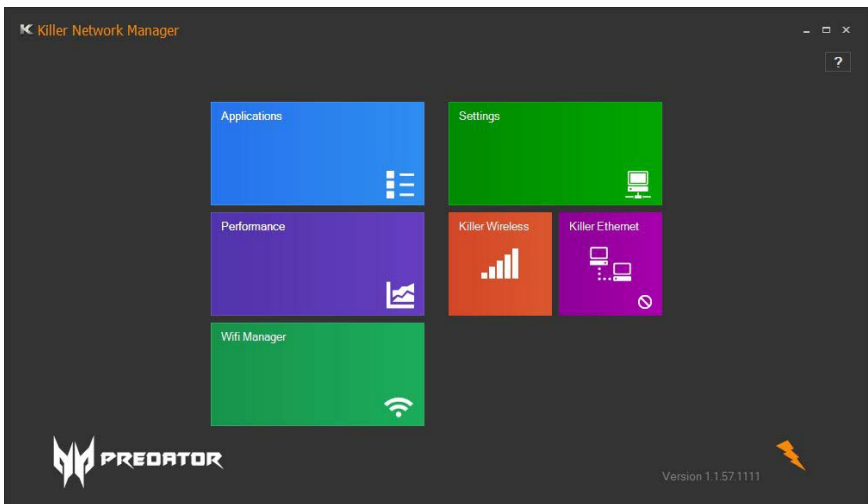 Killer Network Manager
?
Applications
Settings
Performance
Killer Wireless
Killer Ethernet
Wifi Manager
PREDATOR
Version 1.1.57.1111